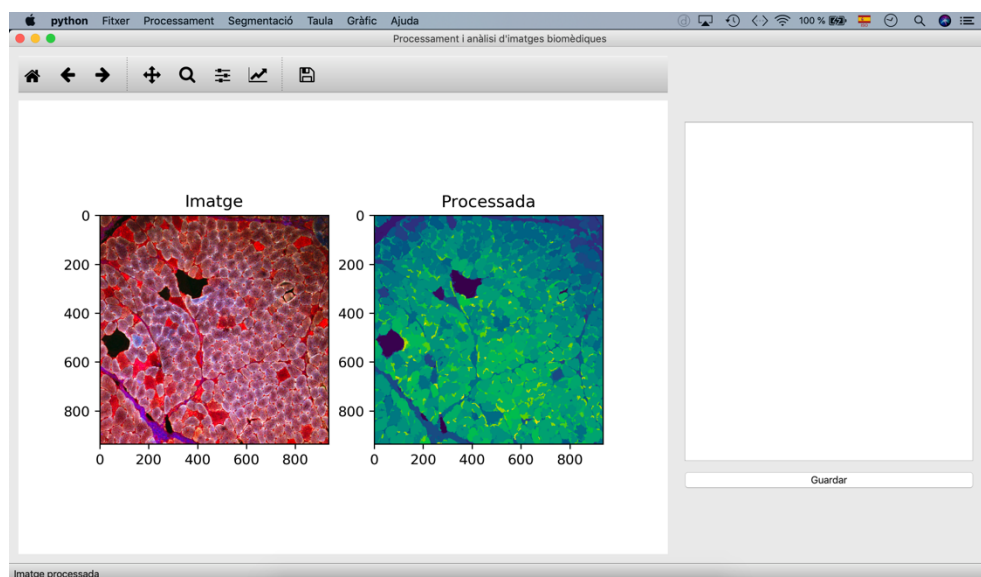 python Fitxer Processament Segmentació Taula Gràfic Ajuda 100 %
Processament i anàlisi d'imatges biomèdiques
Imatge Processada
0 0
200 200
400 400
600 600
800 800
0 200 400 600 800 0 200 400 600 800
Guardar
Imatge processada